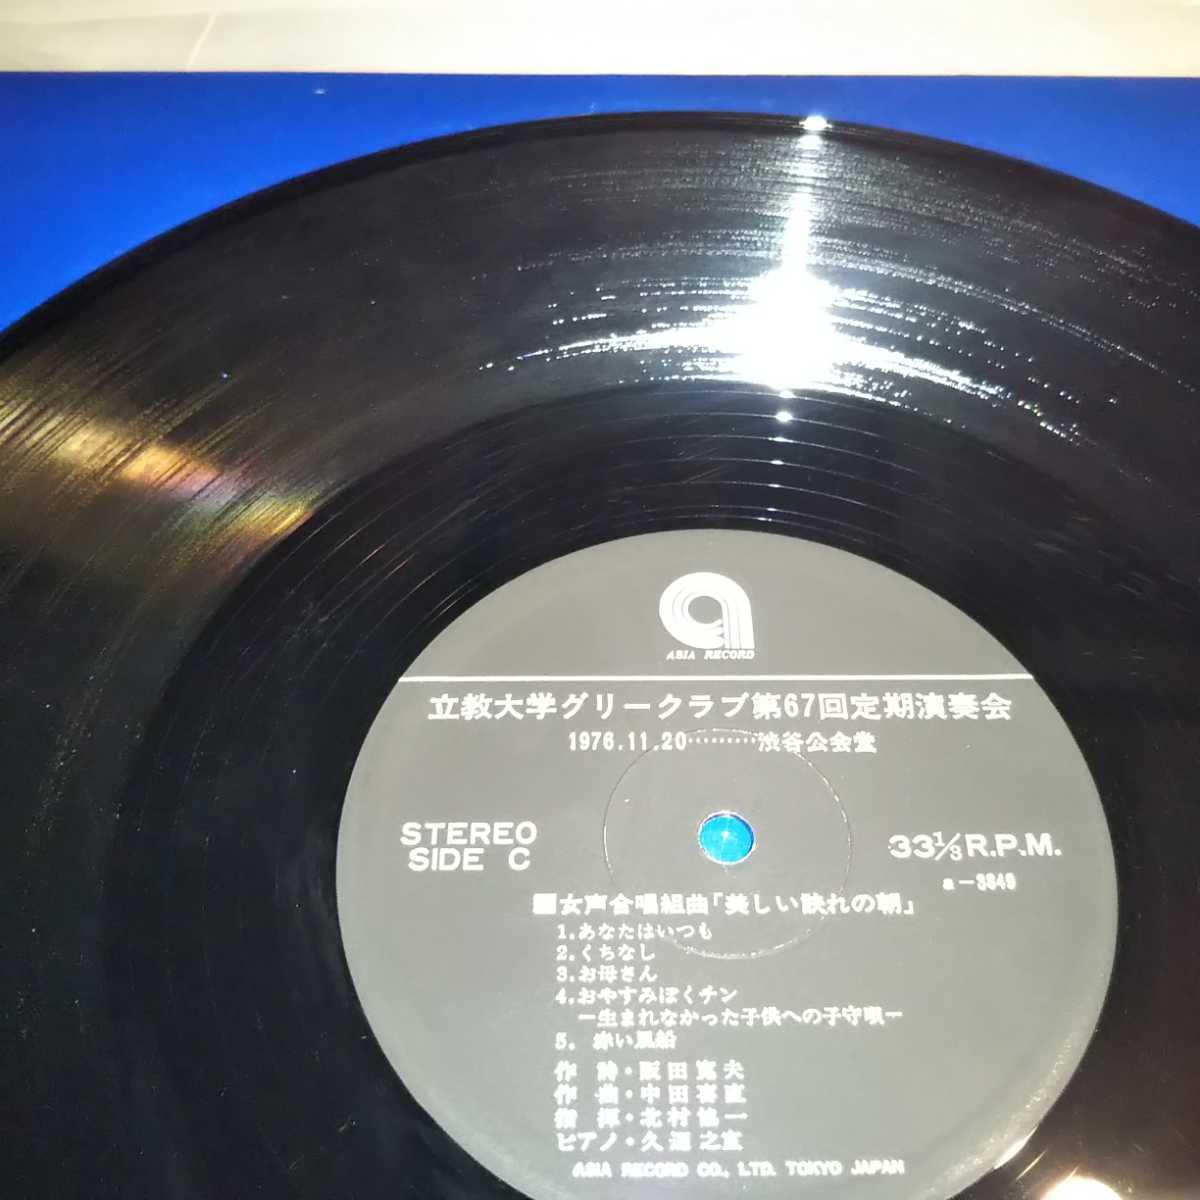 ASIA RECORD
立教大学グリークラブ第67回定期演奏会
1976.11.20………渋谷公会堂
STEREO
SIDE C
33 1/3 R.P.M.
a-3849
女声合唱組曲「美しい訣れの朝」
1.あなたはいつも
2.くちなし
3.お母さん
4.おやすみぼくチン
ー生まれなかった子供への子守唄ー
5. 赤い風船
作詩・阪田寛夫
作曲・中田喜直
指揮・北村協一
ピアノ・久邇之宜
ASIA RECORD CO., LTD. TOKYO JAPAN